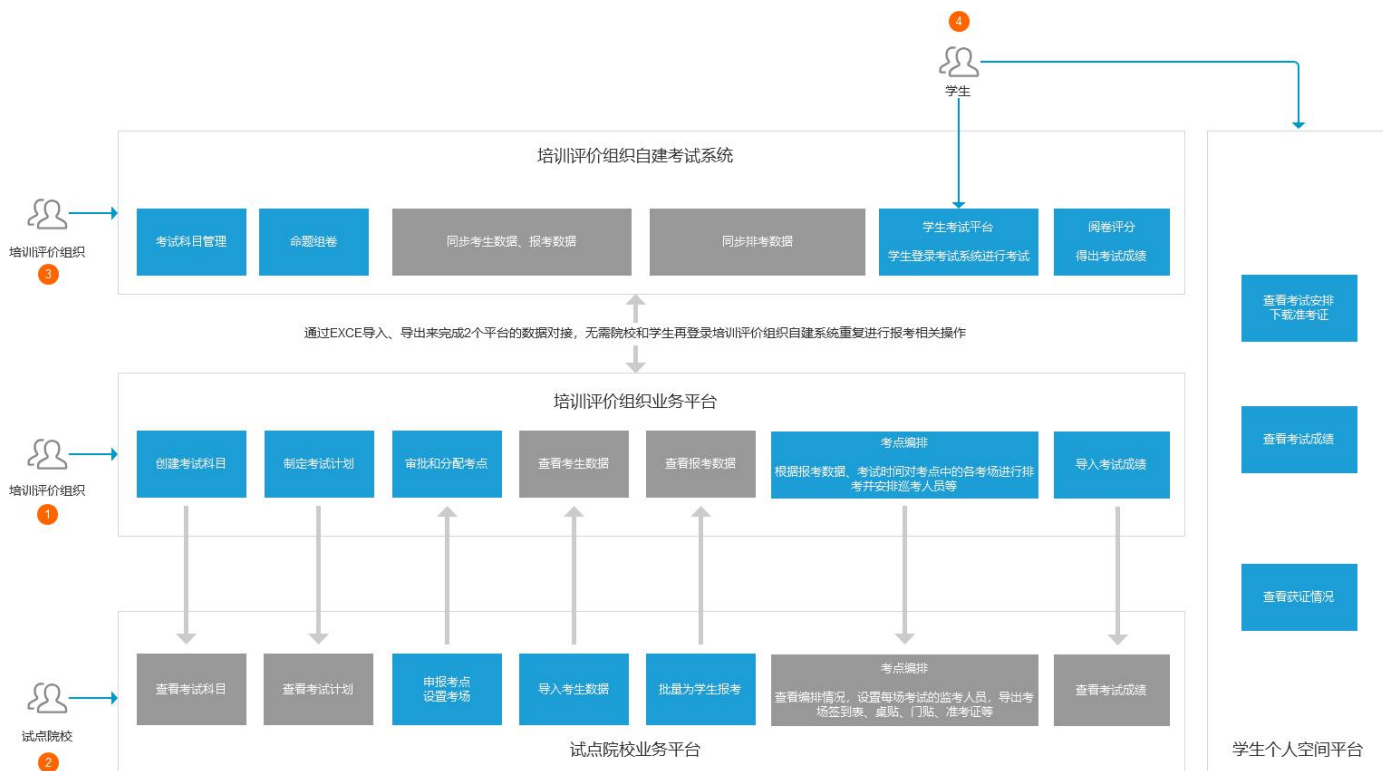 4
学生
培训评价组织自建考试系统
考试科目管理
命题组卷
同步考生数据、报考数据
同步排考数据
学生考试平台
学生登录考试系统进行考试
阅卷评分
得出考试成绩
培训评价组织
3
通过EXCE导入、导出来完成2个平台的数据对接，无需院校和学生再登录培训评价组织自建系统重复进行报考相关操作
培训评价组织业务平台
创建考试科目
制定考试计划
审批和分配考点
查看考生数据
查看报考数据
考点编排
根据报考数据、考试时间对考点中的各考场进行排
考并安排巡考人员等
导入考试成绩
培训评价组织
1
查看考试科目
查看考试计划
申报考点
设置考场
导入考生数据
批量为学生报考
考点编排
查看编排情况，设置每场考试的监考人员，导出考
场签到表、桌贴、门贴、准考证等
查看考试成绩
试点院校
2
试点院校业务平台
查看考试安排
下载准考证
查看考试成绩
查看获证情况
学生个人空间平台